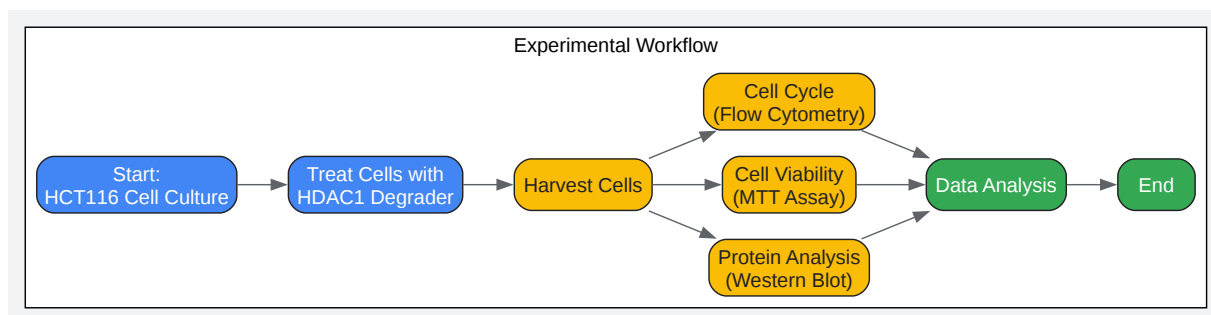 Experimental Workflow
Start:
HCT116 Cell Culture
Treat Cells with
HDAC1 Degrader
Harvest Cells
Cell Cycle
(Flow Cytometry)
Cell Viability
(MTT Assay)
Protein Analysis
(Western Blot)
Data Analysis
End